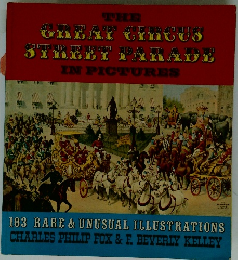 THE
GREAT CIRCUS
STREET PARADE
IN PICTURES
183 RARE & UNUSUAL ILLUSTRATIONS
CHARLES PHILIP FOX & F. BEVERLY KELLEY